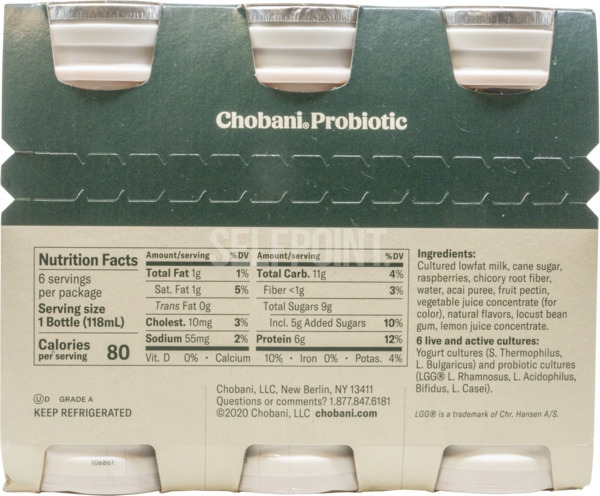 Chobani® Probiotic
SELFPOINT
Nutrition Facts
6 servings
per package
Serving size
1 Bottle (118mL)
Calories
per serving 80
Amount/serving %DV
Total Fat 1g 1%
Sat. Fat 1g 5%
Trans Fat 0g
Cholest. 10mg 3%
Sodium 55mg 2%
Amount/serving %DV
Total Carb. 11g 4%
Fiber <1g 3%
Total Sugars 9g
Incl. 5g Added Sugars 10%
Protein 6g 12%
Vit. D 0% • Calcium 10% • Iron 0% • Potas. 4%
Ingredients:
Cultured lowfat milk, cane sugar,
raspberries, chicory root fiber,
water, acai puree, fruit pectin,
vegetable juice concentrate (for
color), natural flavors, locust bean
gum, lemon juice concentrate.
6 live and active cultures:
Yogurt cultures (S. Thermophilus,
L. Bulgaricus) and probiotic cultures
(LGG® L. Rhamnosus, L. Acidophilus,
Bifidus, L. Casei).
LGG® is a trademark of Chr. Hansen A/S.
Ⓤ D GRADE A
KEEP REFRIGERATED
Chobani, LLC, New Berlin, NY 13411
Questions or comments? 1.877.847.6181
©2020 Chobani, LLC chobani.com
106861